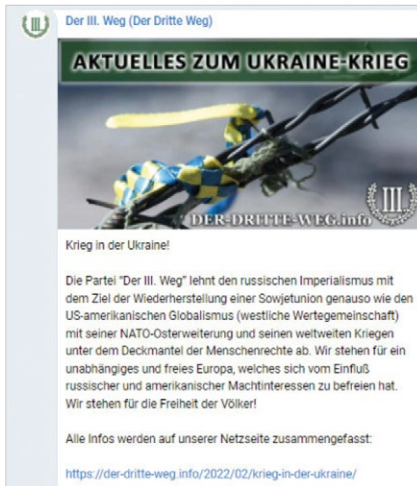 Der III. Weg (Der Dritte Weg)
AKTUELLES ZUM UKRAINE-KRIEG
III.
DER-DRITTE-WEG.info
Krieg in der Ukraine!
Die Partei "Der III. Weg" lehnt den russischen Imperialismus mit
dem Ziel der Wiederherstellung einer Sowjetunion genauso wie den
US-amerikanischen Globalismus (westliche Wertegemeinschaft)
mit seiner NATO-Osterweiterung und seinen weltweiten Kriegen
unter dem Deckmantel der Menschenrechte ab. Wir stehen für ein
unabhängiges und freies Europa, welches sich vom Einfluß
russischer und amerikanischer Machtinteressen zu befreien hat.
Wir stehen für die Freiheit der Völker!
Alle Infos werden auf unserer Netzseite zusammengefasst:
https://der-dritte-weg.info/2022/02/krieg-in-der-ukraine/